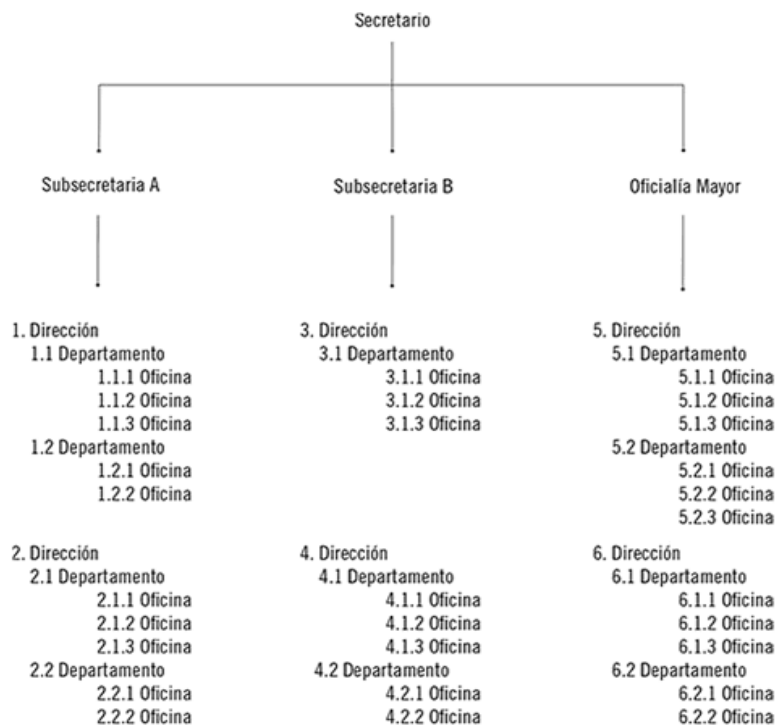 Secretario
Subsecretaria A
Subsecretaria B
Oficialía Mayor
1. Dirección
1.1 Departamento
1.1.1 Oficina
1.1.2 Oficina
1.1.3 Oficina
1.2 Departamento
1.2.1 Oficina
1.2.2 Oficina
2. Dirección
2.1 Departamento
2.1.1 Oficina
2.1.2 Oficina
2.1.3 Oficina
2.2 Departamento
2.2.1 Oficina
2.2.2 Oficina
3. Dirección
3.1 Departamento
3.1.1 Oficina
3.1.2 Oficina
3.1.3 Oficina
4. Dirección
4.1 Departamento
4.1.1 Oficina
4.1.2 Oficina
4.1.3 Oficina
4.2 Departamento
4.2.1 Oficina
4.2.2 Oficina
5. Dirección
5.1 Departamento
5.1.1 Oficina
5.1.2 Oficina
5.1.3 Oficina
5.2 Departamento
5.2.1 Oficina
5.2.2 Oficina
5.2.3 Oficina
6. Dirección
6.1 Departamento
6.1.1 Oficina
6.1.2 Oficina
6.1.3 Oficina
6.2 Departamento
6.2.1 Oficina
6.2.2 Oficina